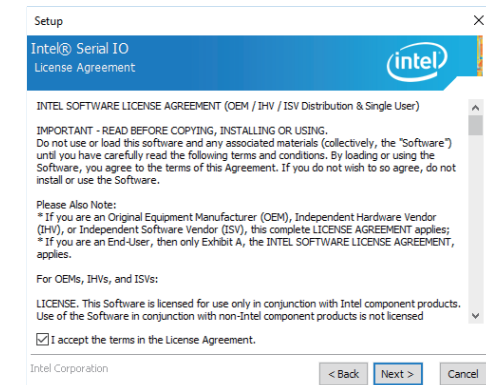 Setup
Intel® Serial IO
License Agreement
intel
INTEL SOFTWARE LICENSE AGREEMENT (OEM / IHV / ISV Distribution & Single User)
IMPORTANT - READ BEFORE COPYING, INSTALLING OR USING.
Do not use or load this software and any associated materials (collectively, the "Software")
until you have carefully read the following terms and conditions. By loading or using the
Software, you agree to the terms of this Agreement. If you do not wish to so agree, do not
install or use the Software.
Please Also Note:
* If you are an Original Equipment Manufacturer (OEM), Independent Hardware Vendor
(IHV), or Independent Software Vendor (ISV), this complete LICENSE AGREEMENT applies;
* If you are an End-User, then only Exhibit A, the INTEL SOFTWARE LICENSE AGREEMENT,
applies.
For OEMs, IHVs, and ISVs:
LICENSE. This Software is licensed for use only in conjunction with Intel component products.
Use of the Software in conjunction with non-Intel component products is not licensed
I accept the terms in the License Agreement.
Intel Corporation
< Back Next > Cancel